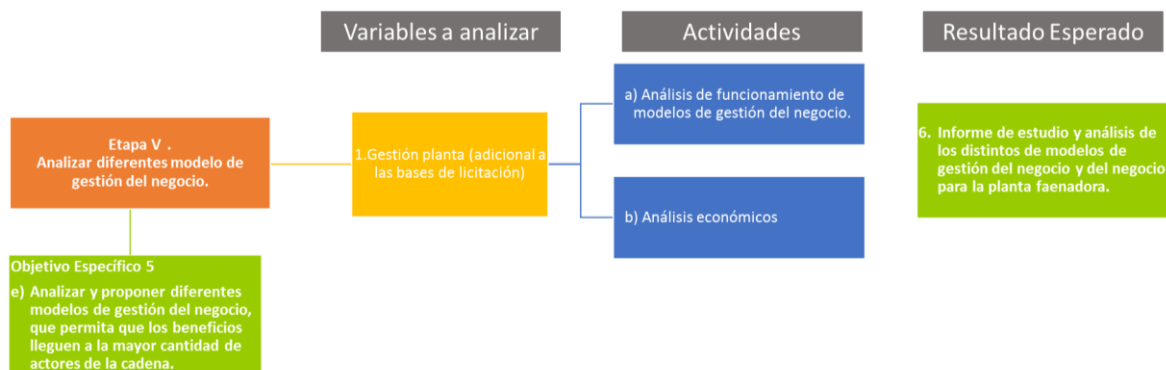 Variables a analizar
Actividades
Resultado Esperado
Etapa V .
Analizar diferentes modelo de
gestión del negocio.
1.Gestión planta (adicional a
las bases de licitación)
a) Análisis de funcionamiento de
modelos de gestión del negocio.
b) Análisis económicos
6. Informe de estudio y análisis de
los distintos de modelos de
gestión del negocio y del negocio
para la planta faenadora.
Objetivo Específico 5
e) Analizar y proponer diferentes
modelos de gestión del negocio,
que permita que los beneficios
lleguen a la mayor cantidad de
actores de la cadena.